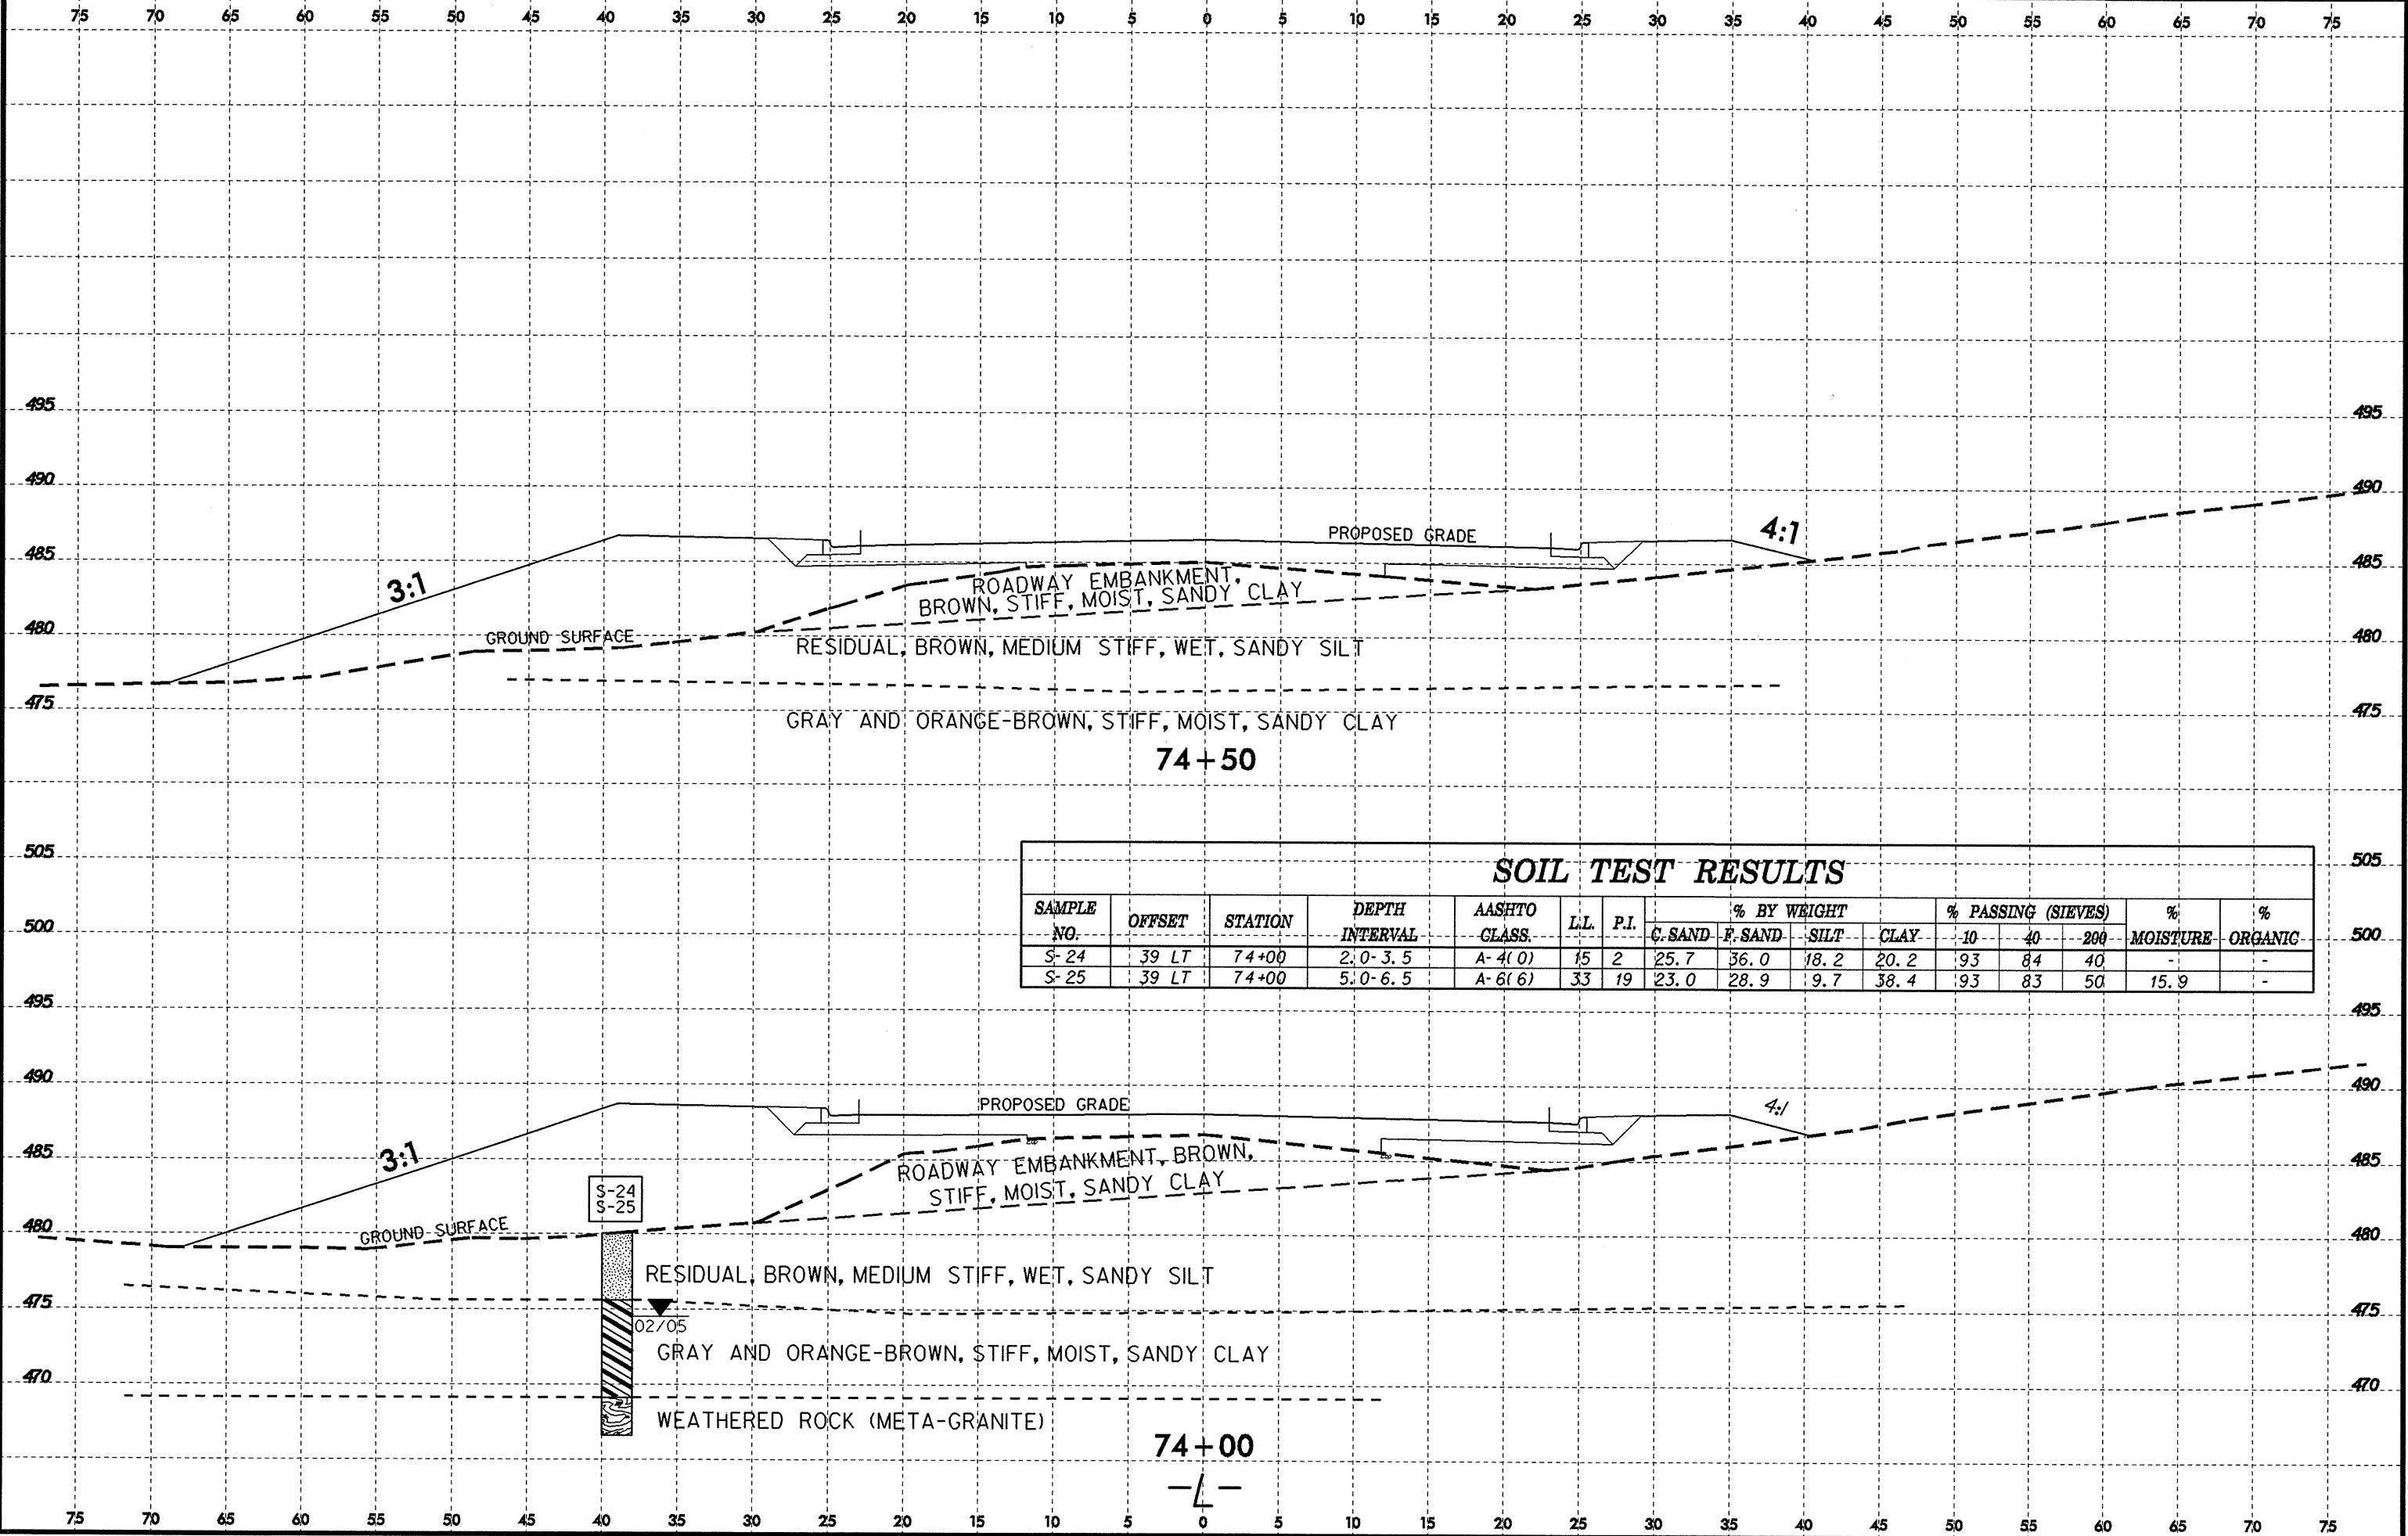 75 70 65 60 55 50 45 40 35 30 25 20 15 10 5 0 5 10 15 20 25 30 35 40 45 50 55 60 65 70 75
495 495
490 490
PROPOSED GRADE 4:1
485 485
3:1
ROADWAY EMBANKMENT,
BROWN, STIFF, MOIST, SANDY CLAY
480 GROUND SURFACE 480
RESIDUAL, BROWN, MEDIUM STIFF, WET, SANDY SILT
475 475
GRAY AND ORANGE-BROWN, STIFF, MOIST, SANDY CLAY
74+50
505 505
SOIL TEST RESULTS
SAMPLE NO. OFFSET STATION DEPTH INTERVAL AASHTO CLASS. L.L. P.I. % BY WEIGHT % PASSING (SIEVES) % MOISTURE % ORGANIC
C. SAND F. SAND SILT CLAY 10 40 200
500 500
S-24 39 LT 74+00 2.0-3.5 A-4(0) 15 2 25.7 36.0 18.2 20.2 93 84 40 - -
S-25 39 LT 74+00 5.0-6.5 A-6(6) 33 19 23.0 28.9 9.7 38.4 93 83 50 15.9 -
495 495
490 490
PROPOSED GRADE 4:1
485 485
3:1
ROADWAY EMBANKMENT, BROWN,
STIFF, MOIST, SANDY CLAY
S-24
S-25
480 GROUND SURFACE 480
RESIDUAL, BROWN, MEDIUM STIFF, WET, SANDY SILT
475 475
02/05
GRAY AND ORANGE-BROWN, STIFF, MOIST, SANDY CLAY
470 470
WEATHERED ROCK (META-GRANITE)
74+00
-L-
75 70 65 60 55 50 45 40 35 30 25 20 15 10 5 0 5 10 15 20 25 30 35 40 45 50 55 60 65 70 75